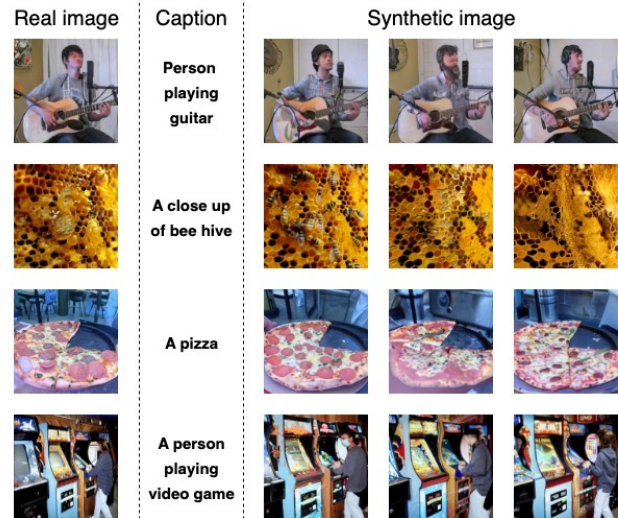 Real image
Caption
Synthetic image
Person
playing
guitar
A close up
of bee hive
A pizza
A person
playing
video game